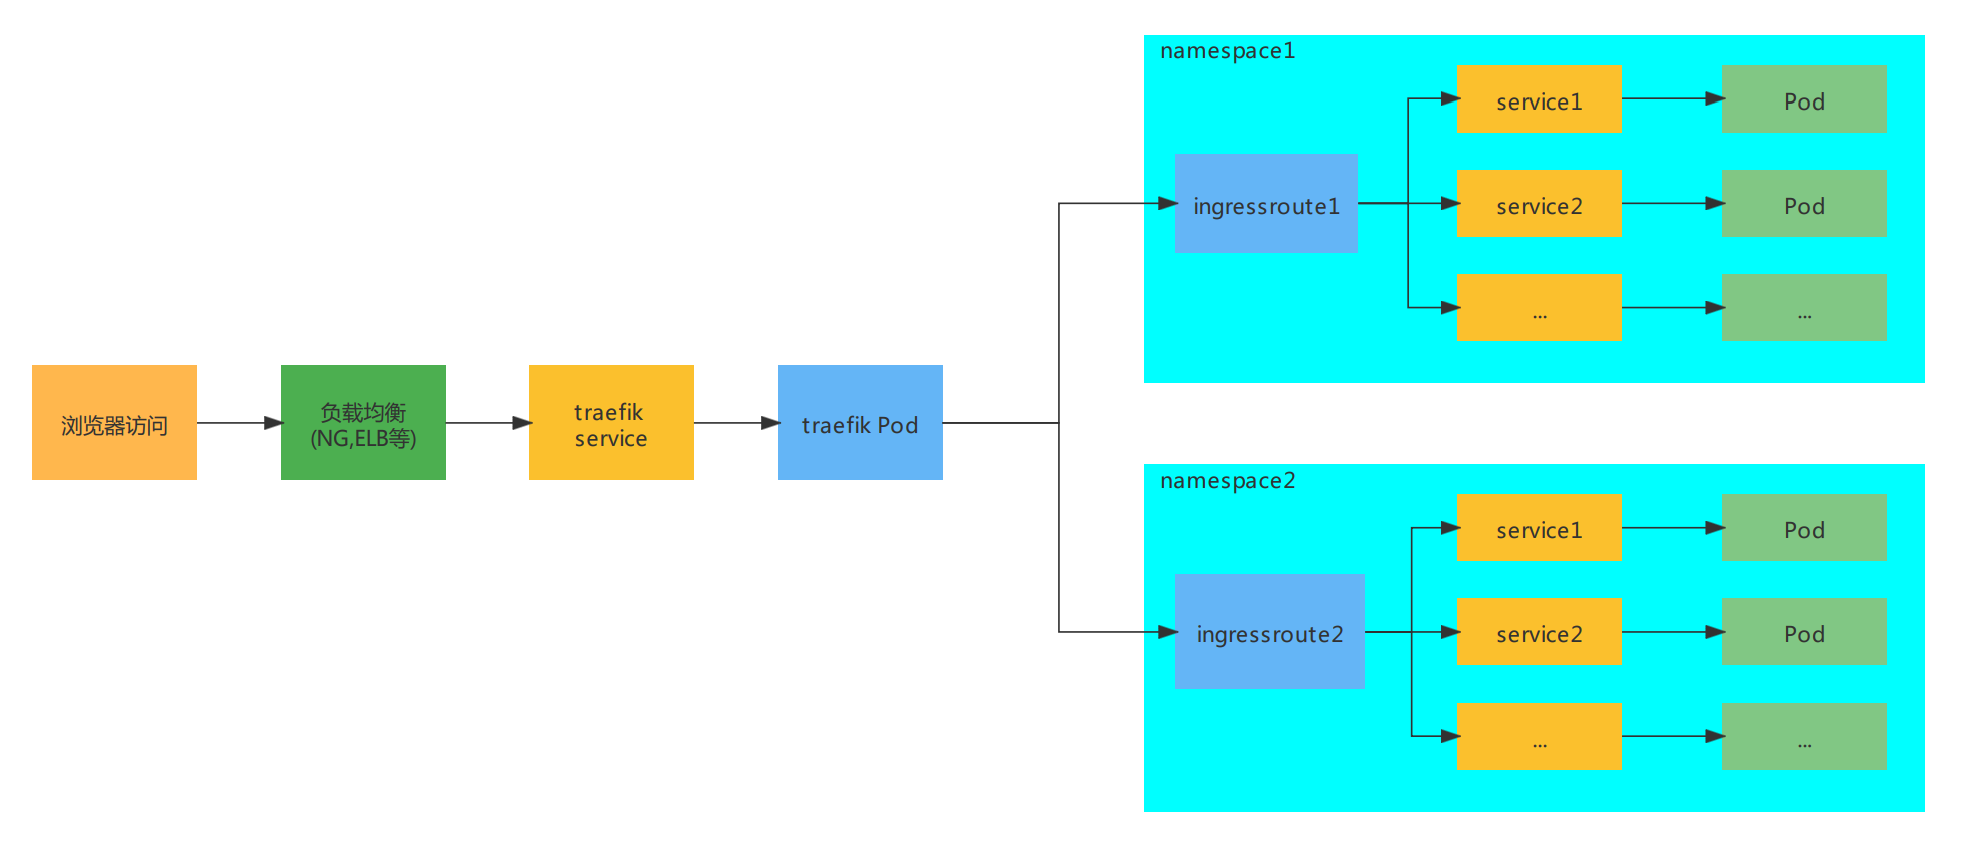 浏览器访问
负载均衡
(NG,ELB等)
traefik
service
traefik Pod
namespace1
ingressroute1
service1
Pod
service2
Pod
...
...
namespace2
ingressroute2
service1
Pod
service2
Pod
...
...